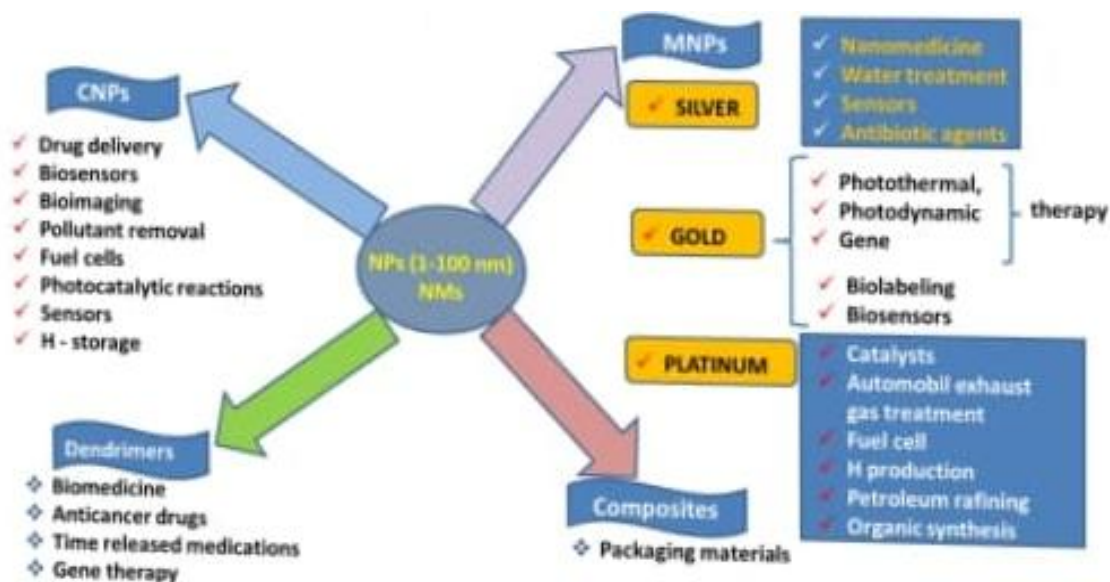 CNPs
Drug delivery
Biosensors
Bioimaging
Pollutant removal
Fuel cells
Photocatalytic reactions
Sensors
H - storage
NPs (1-100 nm)
NMs
Dendrimers
Biomedicine
Anticancer drugs
Time released medications
Gene therapy
Composites
Packaging materials
MNPs
SILVER
Nanomedicine
Water treatment
Sensors
Antibiotic agents
GOLD
Photothermal,
Photodynamic
Gene
therapy
Biolabeling
Biosensors
PLATINUM
Catalysts
Automobil exhaust
gas treatment
Fuel cell
H production
Petroleum rafining
Organic synthesis